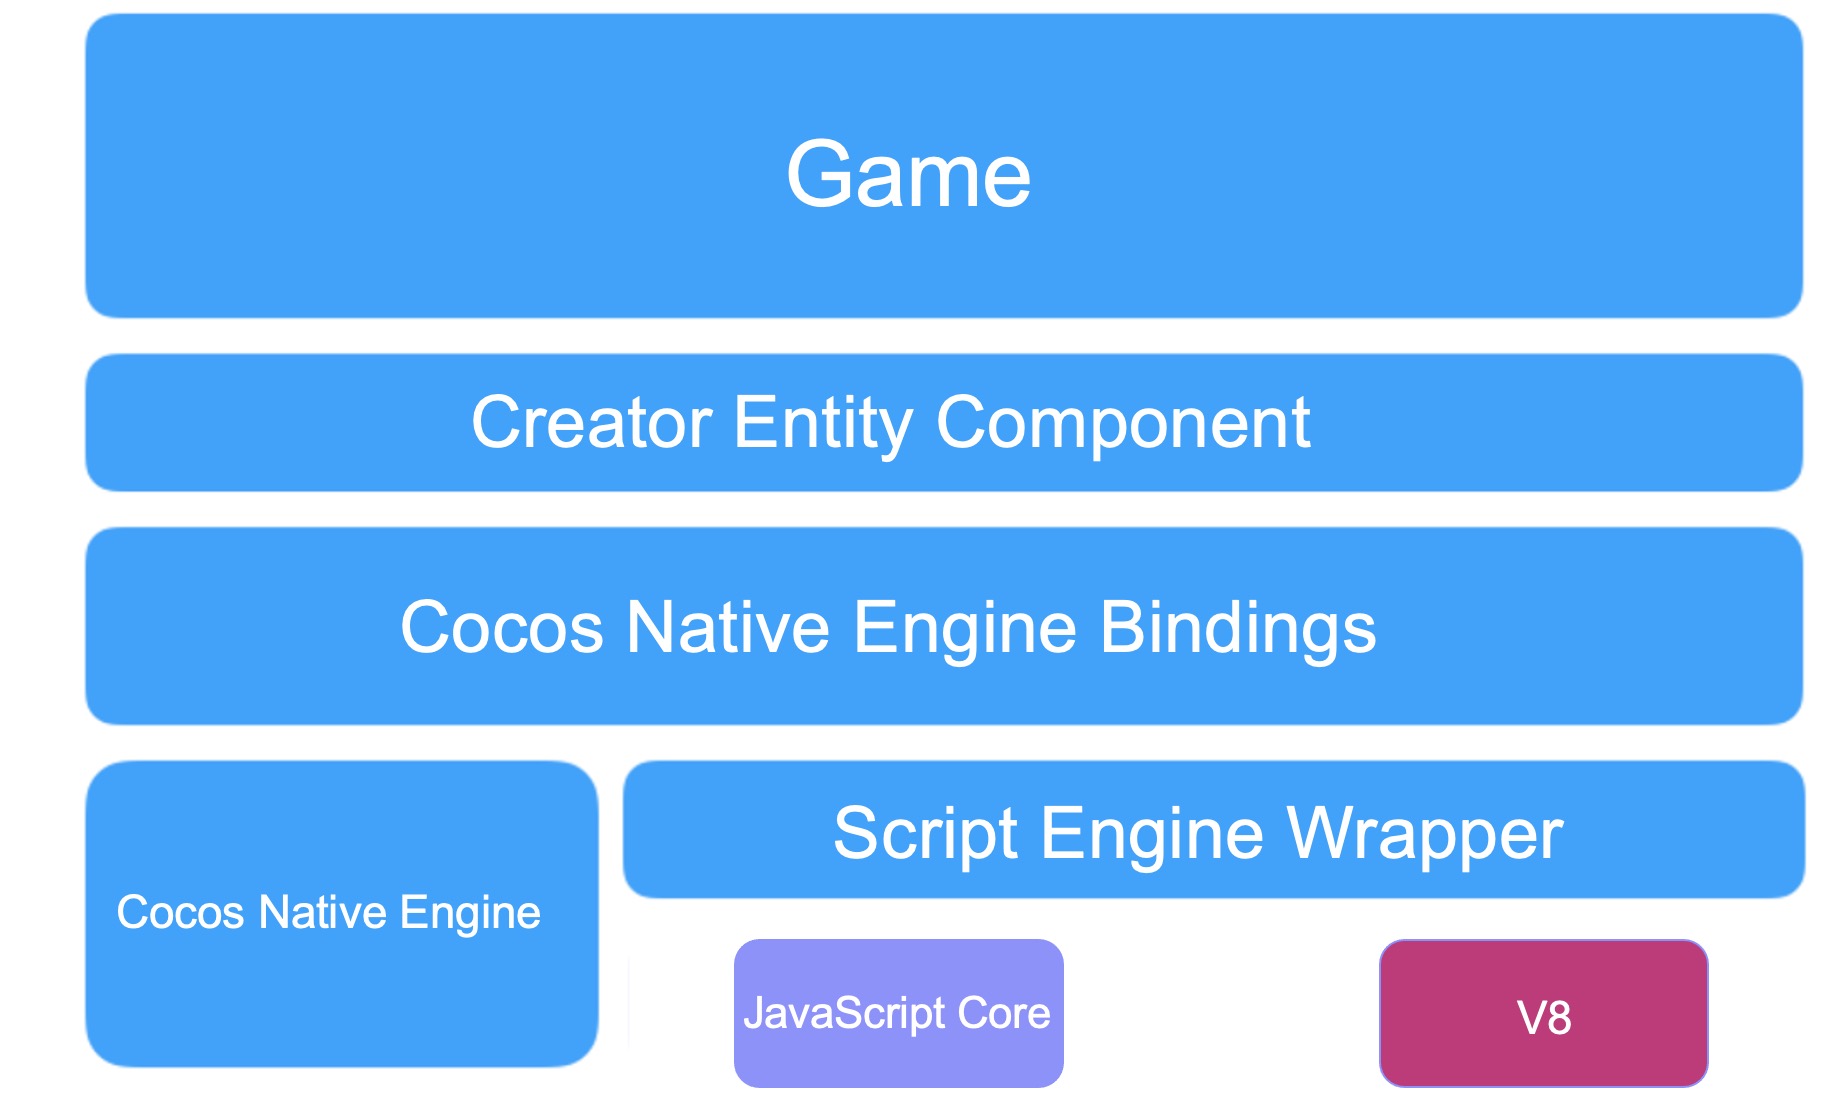 Game
Creator Entity Component
Cocos Native Engine Bindings
Cocos Native Engine
Script Engine Wrapper
JavaScript Core
V8